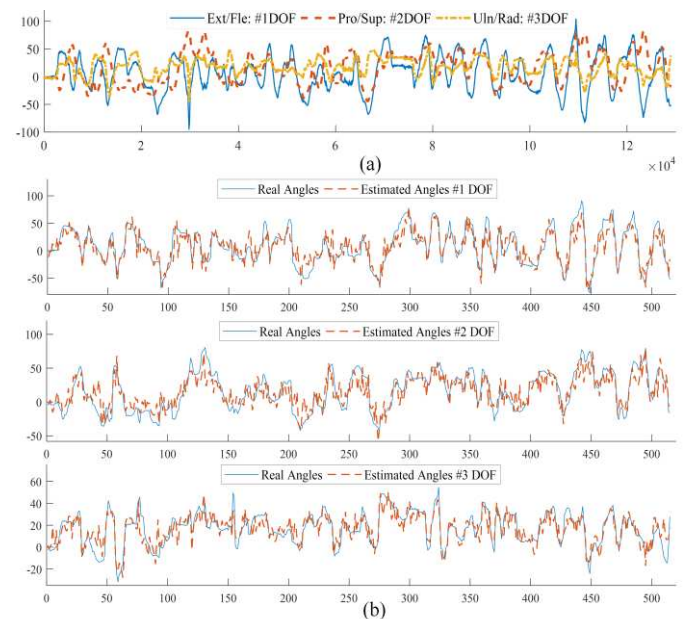 Ext/Fle: #1DOF Pro/Sup: #2DOF Uln/Rad: #3DOF
100
50
0
-50
-100
0 2 4 6 8 10 12
×10⁴
(a)
Real Angles Estimated Angles #1 DOF
100
50
0
-50
0 50 100 150 200 250 300 350 400 450 500
Real Angles Estimated Angles #2 DOF
100
50
0
-50
0 50 100 150 200 250 300 350 400 450 500
Real Angles Estimated Angles #3 DOF
60
40
20
0
-20
0 50 100 150 200 250 300 350 400 450 500
(b)